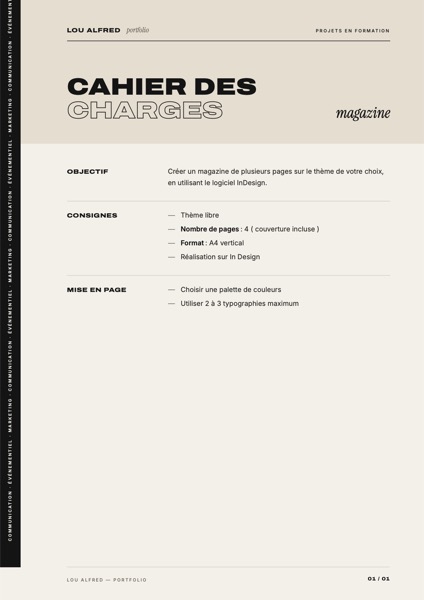 LOU ALFRED portfolio
PROJETS EN FORMATION
CAHIER DES
CHARGES
magazine
OBJECTIF
Créer un magazine de plusieurs pages sur le thème de votre choix,
en utilisant le logiciel InDesign.
CONSIGNES
— Thème libre
— Nombre de pages : 4 ( couverture incluse )
— Format : A4 vertical
— Réalisation sur In Design
MISE EN PAGE
— Choisir une palette de couleurs
— Utiliser 2 à 3 typographies maximum
COMMUNICATION · ÉVÉNEMENTIEL · MARKETING · COMMUNICATION · ÉVÉNEMENTIEL · MARKETING · COMMUNICATION · ÉVÉNEMENTIEL · MARKETING · COMMUNICATION · ÉVÉNEMENT
LOU ALFRED — PORTFOLIO
01 / 01